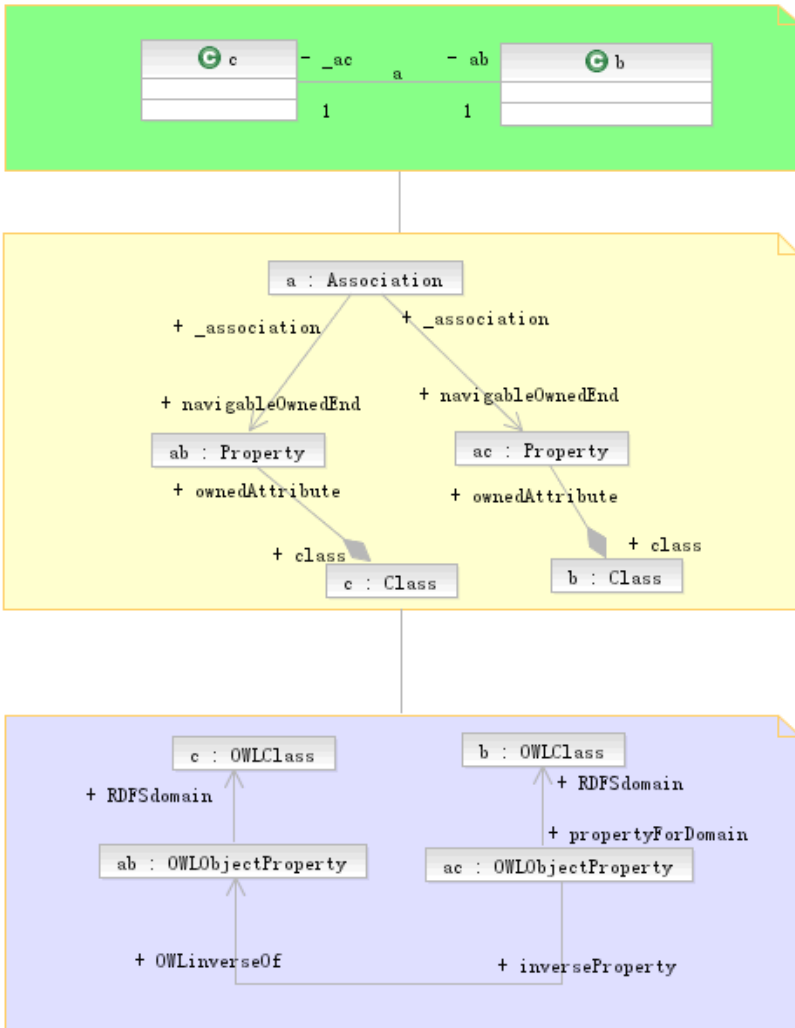 C c
- _ac
a
- ab
C b
1
1
a : Association
+ _association
+ _association
+ navigableOwnedEnd
+ navigableOwnedEnd
ab : Property
ac : Property
+ ownedAttribute
+ ownedAttribute
+ class
+ class
c : Class
b : Class
c : OWLClass
b : OWLClass
+ RDFSdomain
+ RDFSdomain
+ propertyForDomain
ab : OWLObjectProperty
ac : OWLObjectProperty
+ OWLinverseOf
+ inverseProperty